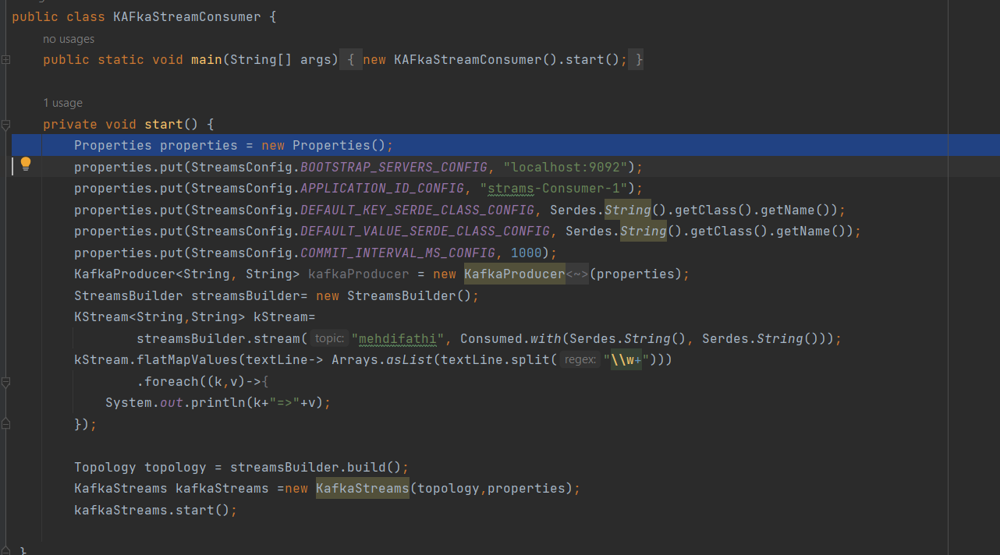 public class KAFkaStreamConsumer {
no usages
public static void main(String[] args) { new KAFkaStreamConsumer().start(); }
1 usage
private void start() {
Properties properties = new Properties();
properties.put(StreamsConfig.BOOTSTRAP_SERVERS_CONFIG, "localhost:9092");
properties.put(StreamsConfig.APPLICATION_ID_CONFIG, "strams-Consumer-1");
properties.put(StreamsConfig.DEFAULT_KEY_SERDE_CLASS_CONFIG, Serdes.String().getClass().getName());
properties.put(StreamsConfig.DEFAULT_VALUE_SERDE_CLASS_CONFIG, Serdes.String().getClass().getName());
properties.put(StreamsConfig.COMMIT_INTERVAL_MS_CONFIG, 1000);
KafkaProducer<String, String> kafkaProducer = new KafkaProducer<~>(properties);
StreamsBuilder streamsBuilder= new StreamsBuilder();
KStream<String,String> kStream=
streamsBuilder.stream( topic: "mehdifathi", Consumed.with(Serdes.String(), Serdes.String()));
kStream.flatMapValues(textLine-> Arrays.asList(textLine.split( regex: "\\w+")))
.foreach((k,v)->{
System.out.println(k+"=>"+v);
});
Topology topology = streamsBuilder.build();
KafkaStreams kafkaStreams =new KafkaStreams(topology,properties);
kafkaStreams.start();
}